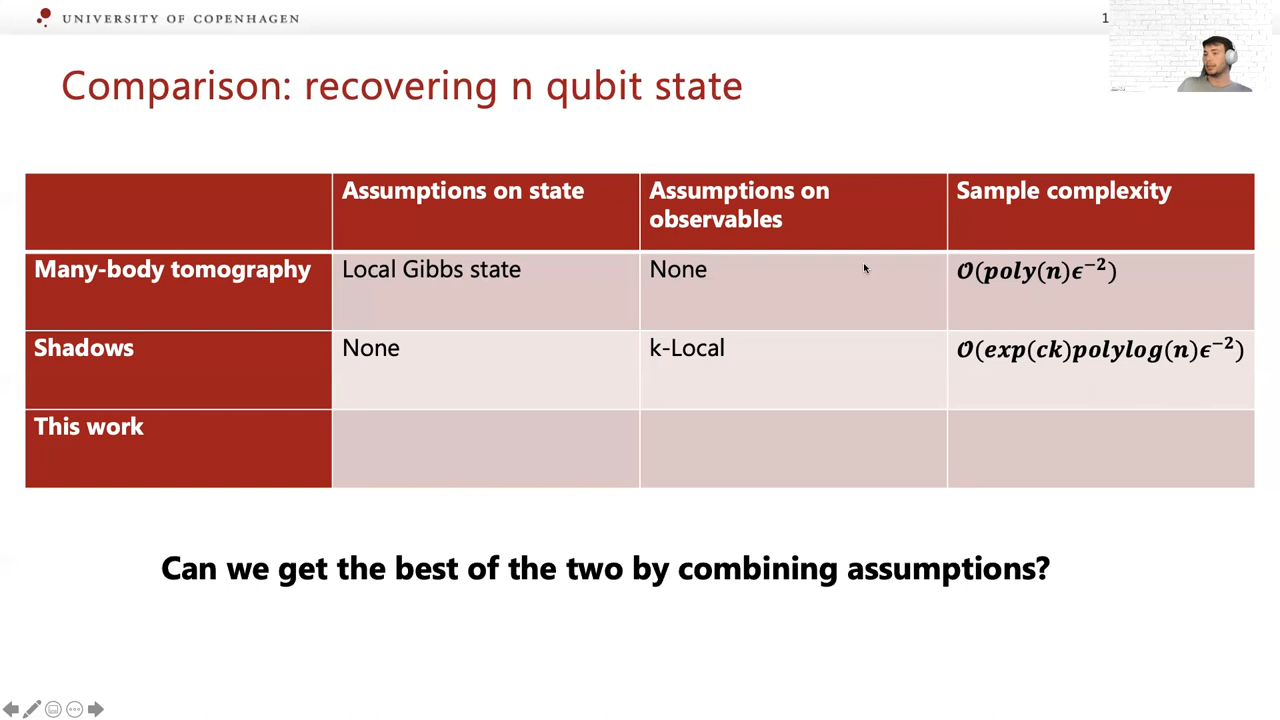 UNIVERSITY OF COPENHAGEN
1
Comparison: recovering n qubit state
Assumptions on state
Assumptions on
observables
Sample complexity
Many-body tomography
Local Gibbs state
None
𝒪(poly(n)ϵ⁻²)
Shadows
None
k-Local
𝒪(exp(ck)polylog(n)ϵ⁻²)
This work
Can we get the best of the two by combining assumptions?